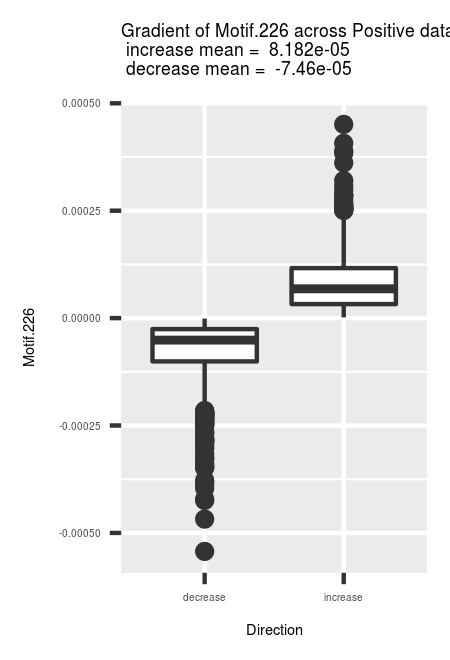 Gradient of Motif.226 across Positive data
increase mean =  8.182e-05
decrease mean =  -7.46e-05
0.00050
0.00025
0.00000
-0.00025
-0.00050
Motif.226
decrease
increase
Direction